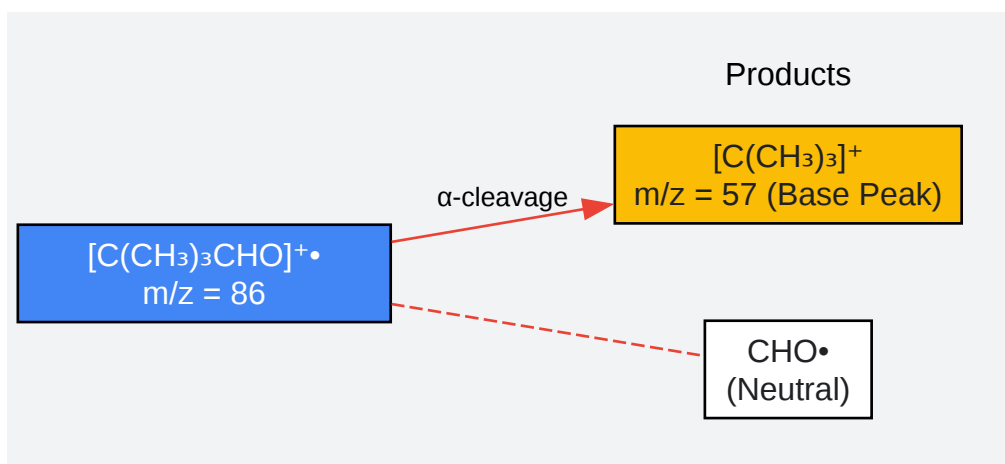 Products
[C(CH₃)₃]⁺
m/z = 57 (Base Peak)
α-cleavage
[C(CH₃)₃CHO]⁺•
m/z = 86
CHO•
(Neutral)